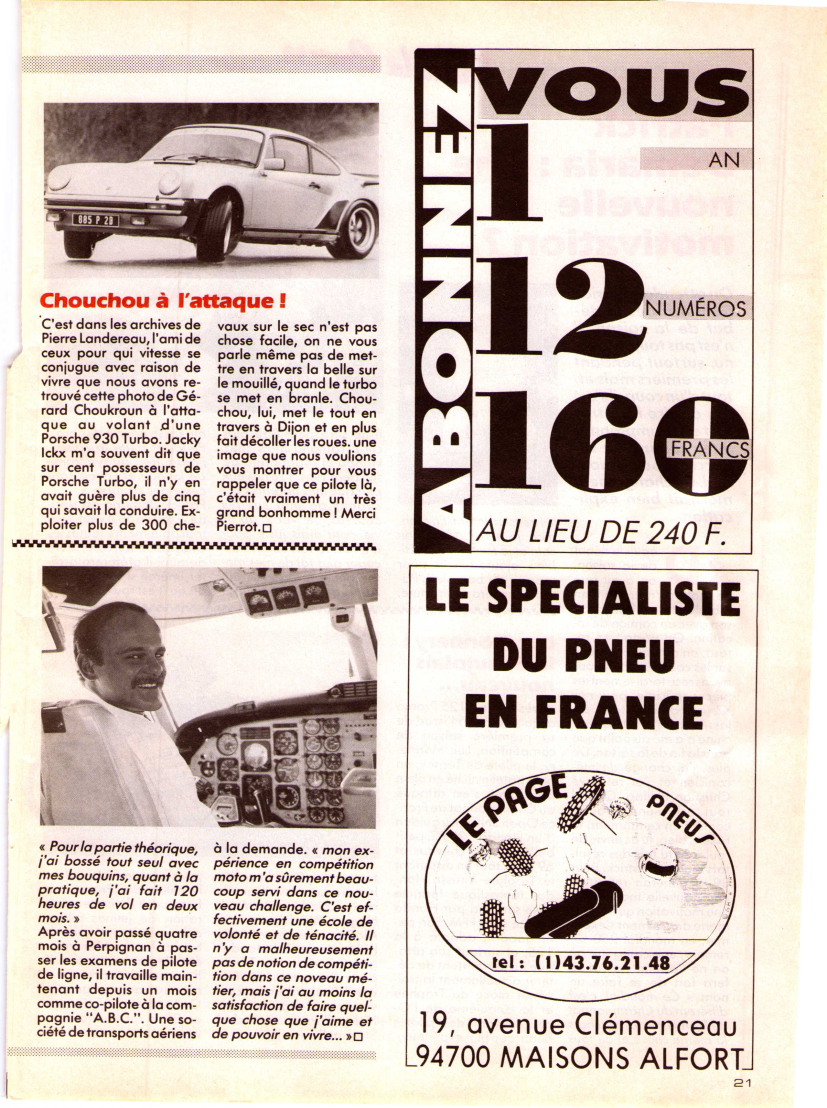 885 P 28
Chouchou à l'attaque !
C'est dans les archives de
Pierre Landereau, l'ami de
ceux pour qui vitesse se
conjugue avec raison de
vivre que nous avons re-
trouvé cette photo de Gé-
rard Choukroun à l'atta-
que au volant d'une
Porsche 930 Turbo. Jacky
Ickx m'a souvent dit que
sur cent possesseurs de
Porsche Turbo, il n'y en
avait guère plus de cinq
qui savait la conduire. Ex-
ploiter plus de 300 che-
vaux sur le sec n'est pas
chose facile, on ne vous
parle même pas de met-
tre en travers la belle sur
le mouillé, quand le turbo
se met en branle. Chou-
chou, lui, met le tout en
travers à Dijon et en plus
fait décoller les roues. une
image que nous voulions
vous montrer pour vous
rappeler que ce pilote là,
c'était vraiment un très
grand bonhomme ! Merci
Pierrot.□
« Pour la partie théorique,
j'ai bossé tout seul avec
mes bouquins, quant à la
pratique, j'ai fait 120
heures de vol en deux
mois. »
Après avoir passé quatre
mois à Perpignan à pas-
ser les examens de pilote
de ligne, il travaille main-
tenant depuis un mois
comme co-pilote à la com-
pagnie "A.B.C.". Une so-
ciété de transports aériens
à la demande. « mon ex-
périence en compétition
moto m'a sûrement beau-
coup servi dans ce nou-
veau challenge. C'est ef-
fectivement une école de
volonté et de ténacité. Il
n'y a malheureusement
pas de notion de compéti-
tion dans ce noveau mé-
tier, mais j'ai au moins la
satisfaction de faire quel-
que chose que j'aime et
de pouvoir en vivre... »□
ABONNEZ
VOUS
1
AN
12
NUMÉROS
160
FRANCS
AU LIEU DE 240 F.
LE SPECIALISTE
DU PNEU
EN FRANCE
LE PAGE PNEUS
tel : (1)43.76.21.48
19, avenue Clémenceau
94700 MAISONS ALFORT
21